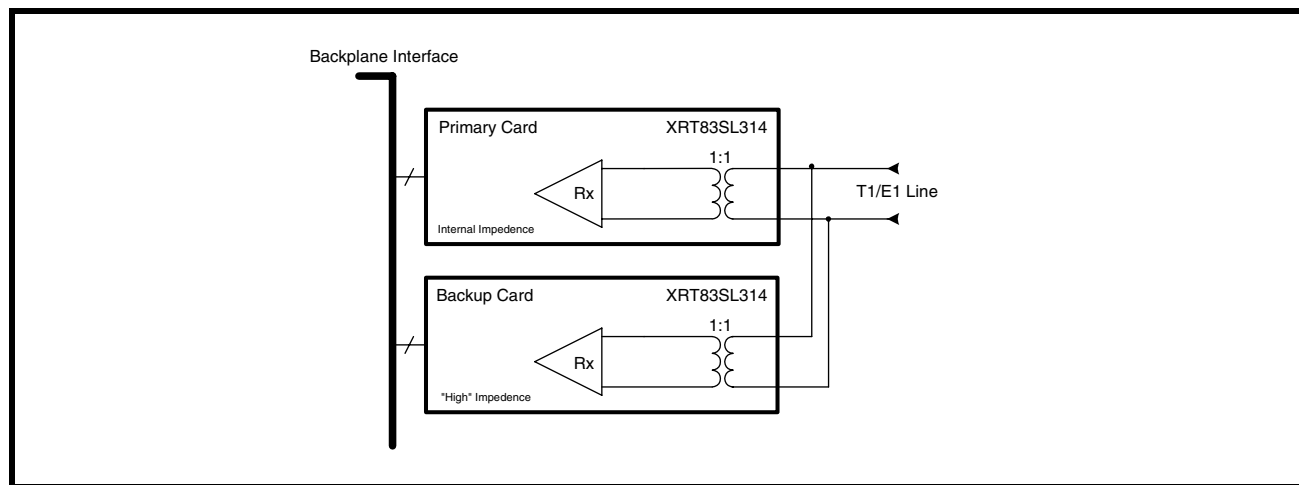 Backplane Interface
Primary Card XRT83SL314
1:1
Rx
T1/E1 Line
Internal Impedence
Backup Card XRT83SL314
1:1
Rx
"High" Impedence